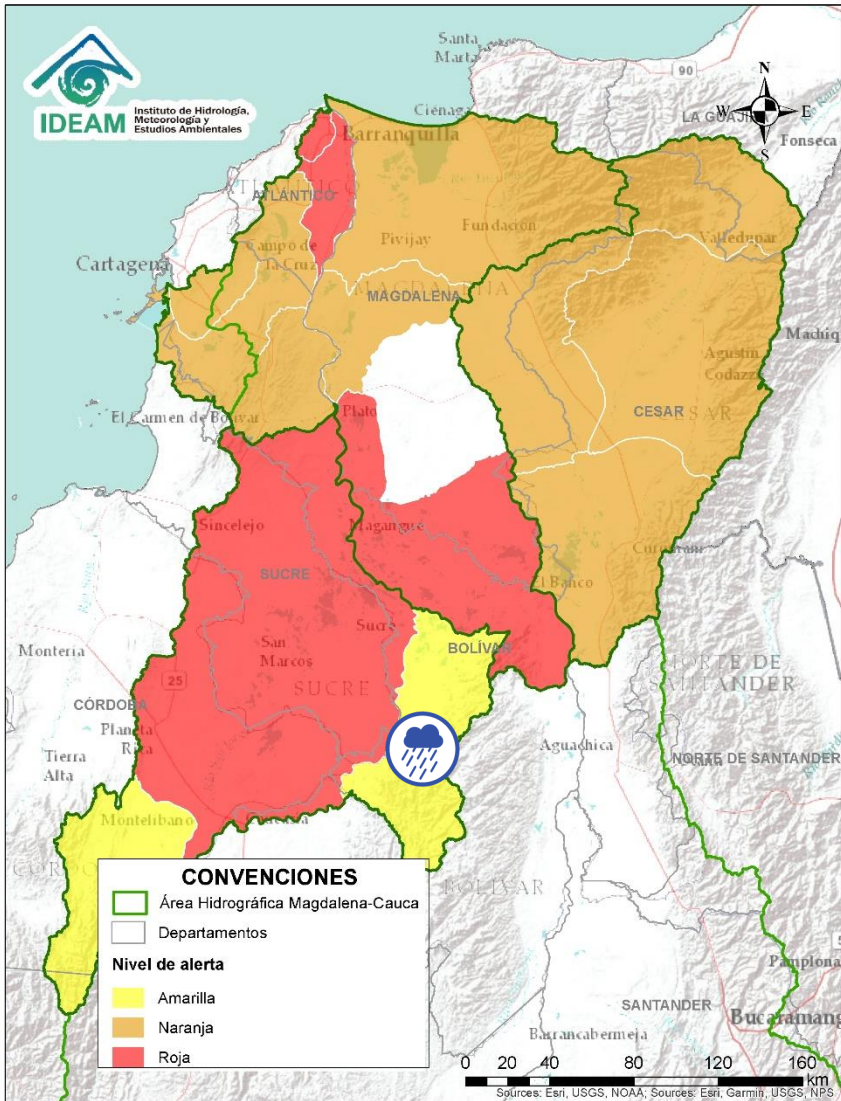 IDEAM
Instituto de Hidrología,
Meteorología y
Estudios Ambientales
N
W
E
S
Santa
Marta
90
LA GUAJI
Fonseca
Ciénaga
Barranquilla
ATLÁNTICO
Campo de
la Cruz
Pivijay
Fundación
Valledupar
Cartagena
MAGDALENA
Machiq
Agustín
Codazzi
El Carmen de Bolívar
Plato
CESAR
Sincelejo
Magangué
SUCRE
El Banco
Montería
San
Marcos
Sucre
BOLÍVAR
SUCRE
25
CÓRDOBA
Planeta
Rica
Tierra
Alta
Aguachica
NORTE DE
SANTANDER
NORTE DE SANTANDER
Montelíbano
BOLÍVAR
CONVENCIONES
Área Hidrográfica Magdalena-Cauca
Departamentos
Nivel de alerta
Amarilla
Naranja
Roja
Pamplona
SANTANDER
Bucaramang
Barrancabermeja
0 20 40 80 120 160
km
Sources: Esri, USGS, NOAA; Sources: Esri, Garmin, USGS, NPS